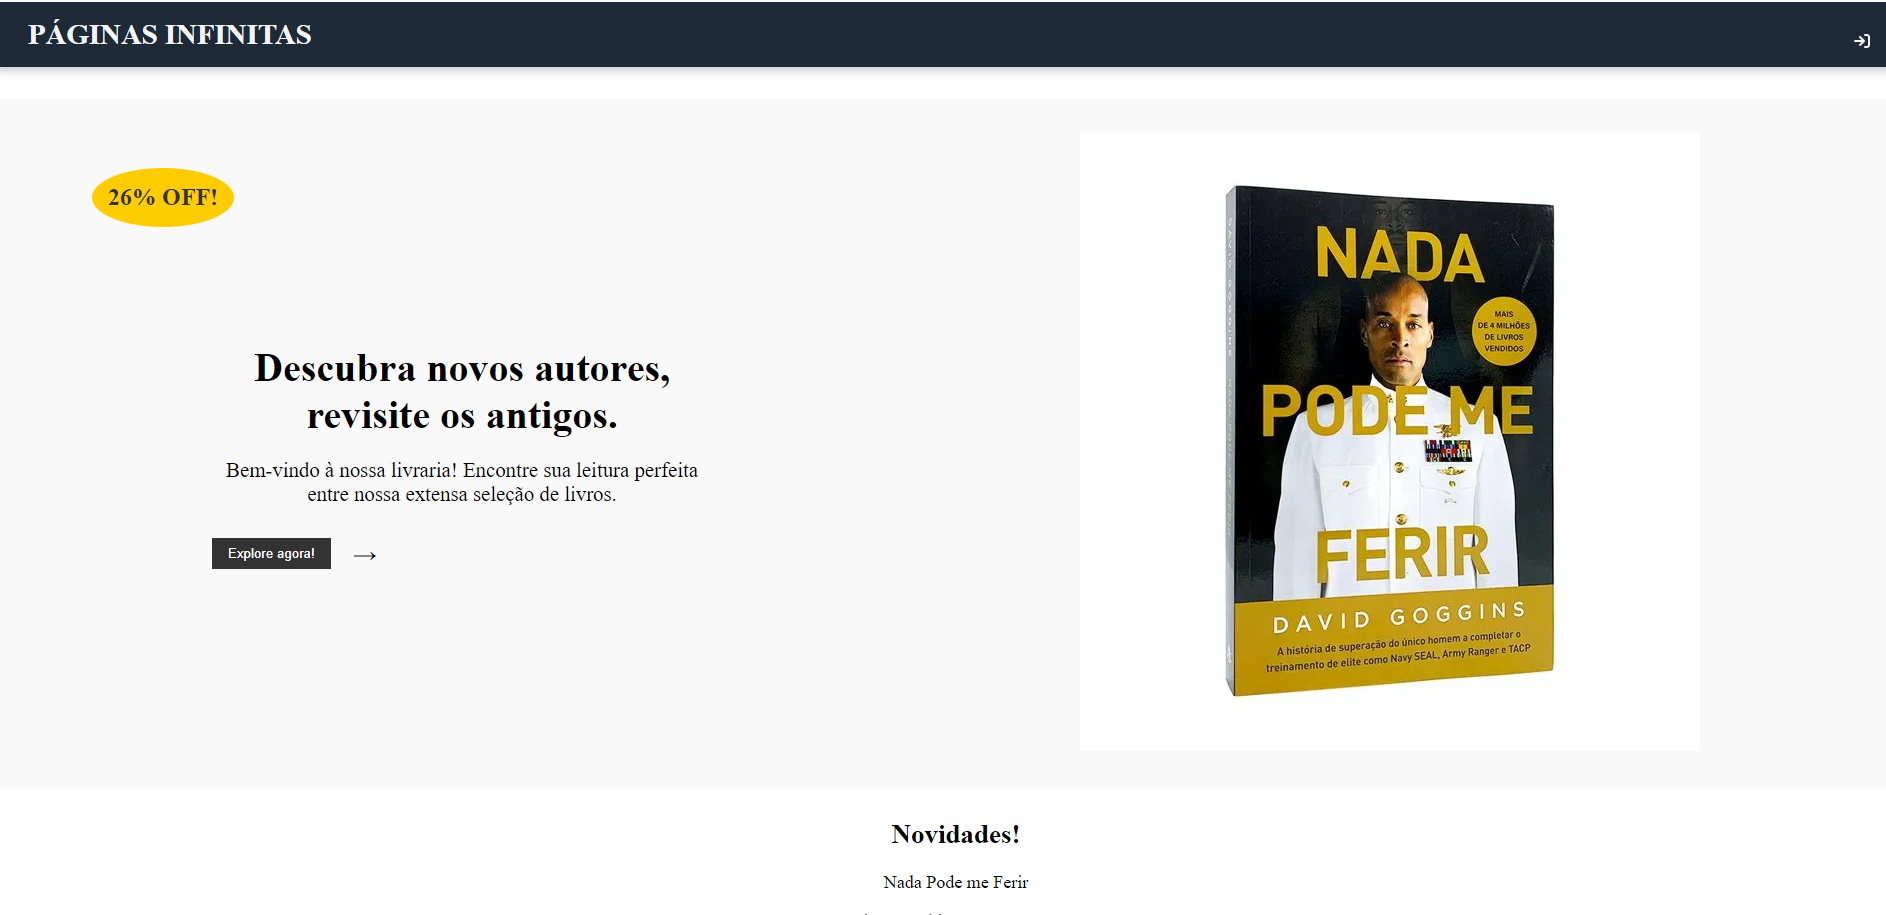 PÁGINAS INFINITAS
26% OFF!
Descubra novos autores,
revisite os antigos.
Bem-vindo à nossa livraria! Encontre sua leitura perfeita
entre nossa extensa seleção de livros.
Explore agora! →
NADA
MAIS
DE 4 MILHÕES
DE LIVROS
VENDIDOS
PODE ME
FERIR
DAVID GOGGINS
A história de superação do único homem a completar o
treinamento de elite como Navy SEAL, Army Ranger e TACP
DAVID GOGGINS
Novidades!
Nada Pode me Ferir